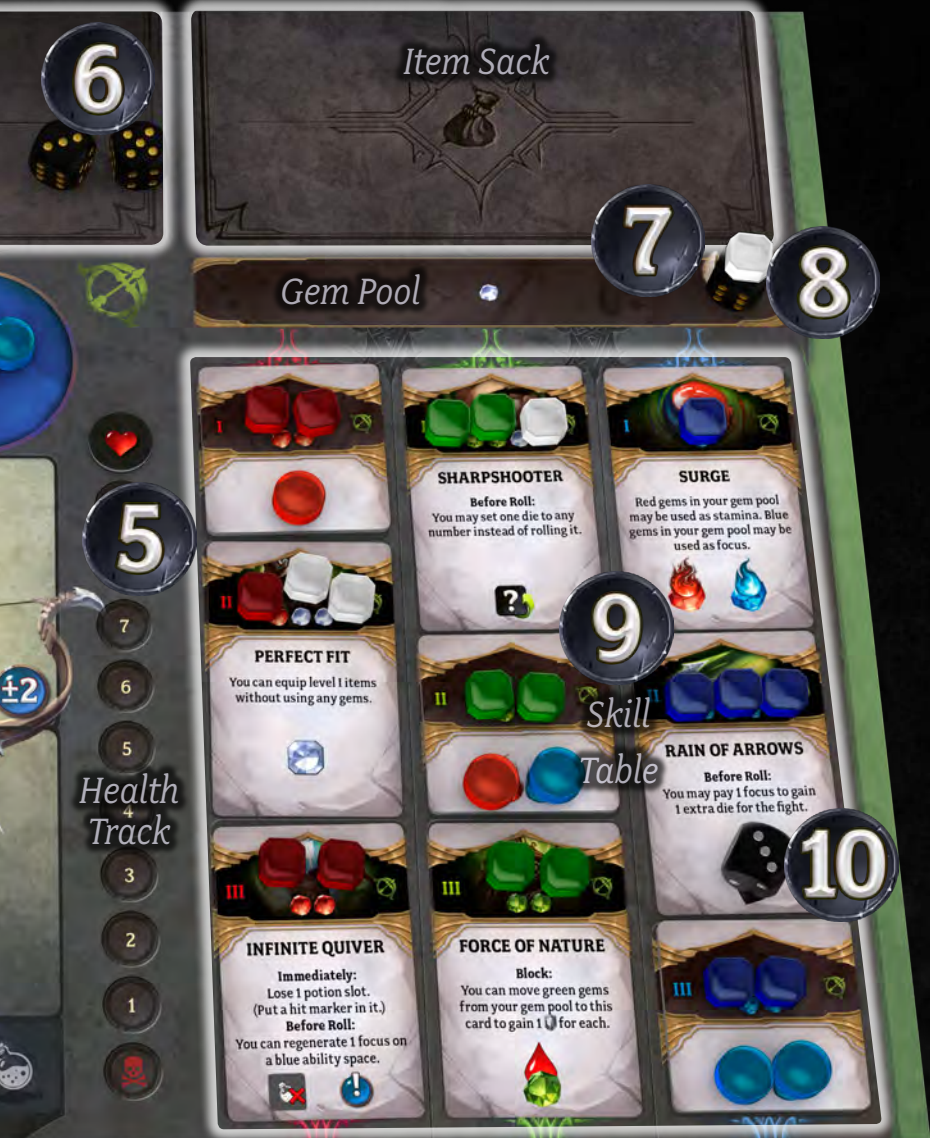 6
Item Sack
7
8
Gem Pool
I
SHARPSHOOTER
Before Roll:
You may set one die to any
number instead of rolling it.
?
I
SURGE
Red gems in your gem pool
may be used as stamina. Blue
gems in your gem pool may be
used as focus.
5
II
PERFECT FIT
You can equip level I items
without using any gems.
9
II
Skill
Table
RAIN OF ARROWS
Before Roll:
You may pay 1 focus to gain
1 extra die for the fight.
10
±2
7
6
5
Health
4
Track
3
2
1
III
INFINITE QUIVER
Immediately:
Lose 1 potion slot.
(Put a hit marker in it.)
Before Roll:
You can regenerate 1 focus on
a blue ability space.
!
III
FORCE OF NATURE
Block:
You can move green gems
from your gem pool to this
card to gain 1 for each.
III